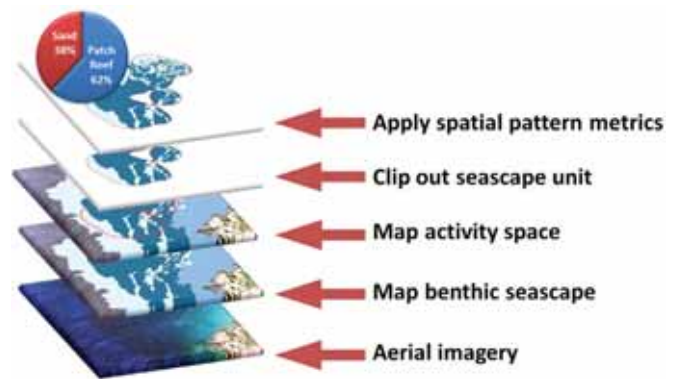 Sand
38%
Patch
Reef
62%
Apply spatial pattern metrics
Clip out seascape unit
Map activity space
Map benthic seascape
Aerial imagery